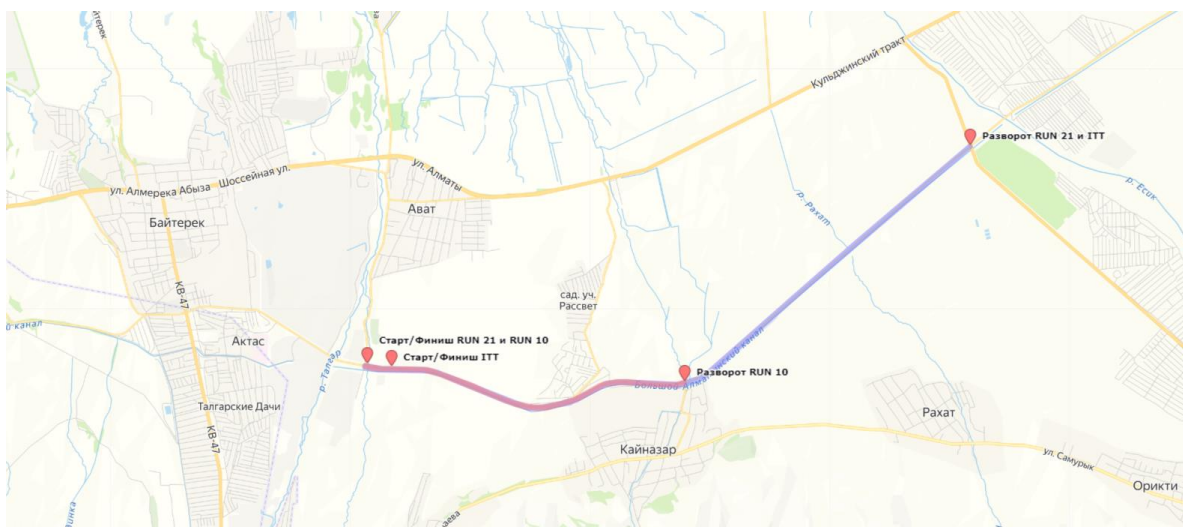 Кульджинский тракт
Разворот RUN 21 и ITT
ул. Алматы
ул. Алмерека Абыза
Шоссейная ул.
р. Рахат
р. Есик
Байтерек
Ават
КВ-47
сад. уч.
Рассвет
канал
Актас
р. Талгар
Старт/Финиш RUN 21 и RUN 10
Старт/Финиш ITT
Разворот RUN 10
Большой Алматинский канал
Талгарские Дачи
КВ-47
Рахат
Кайназар
ул. Самурык
Орикти